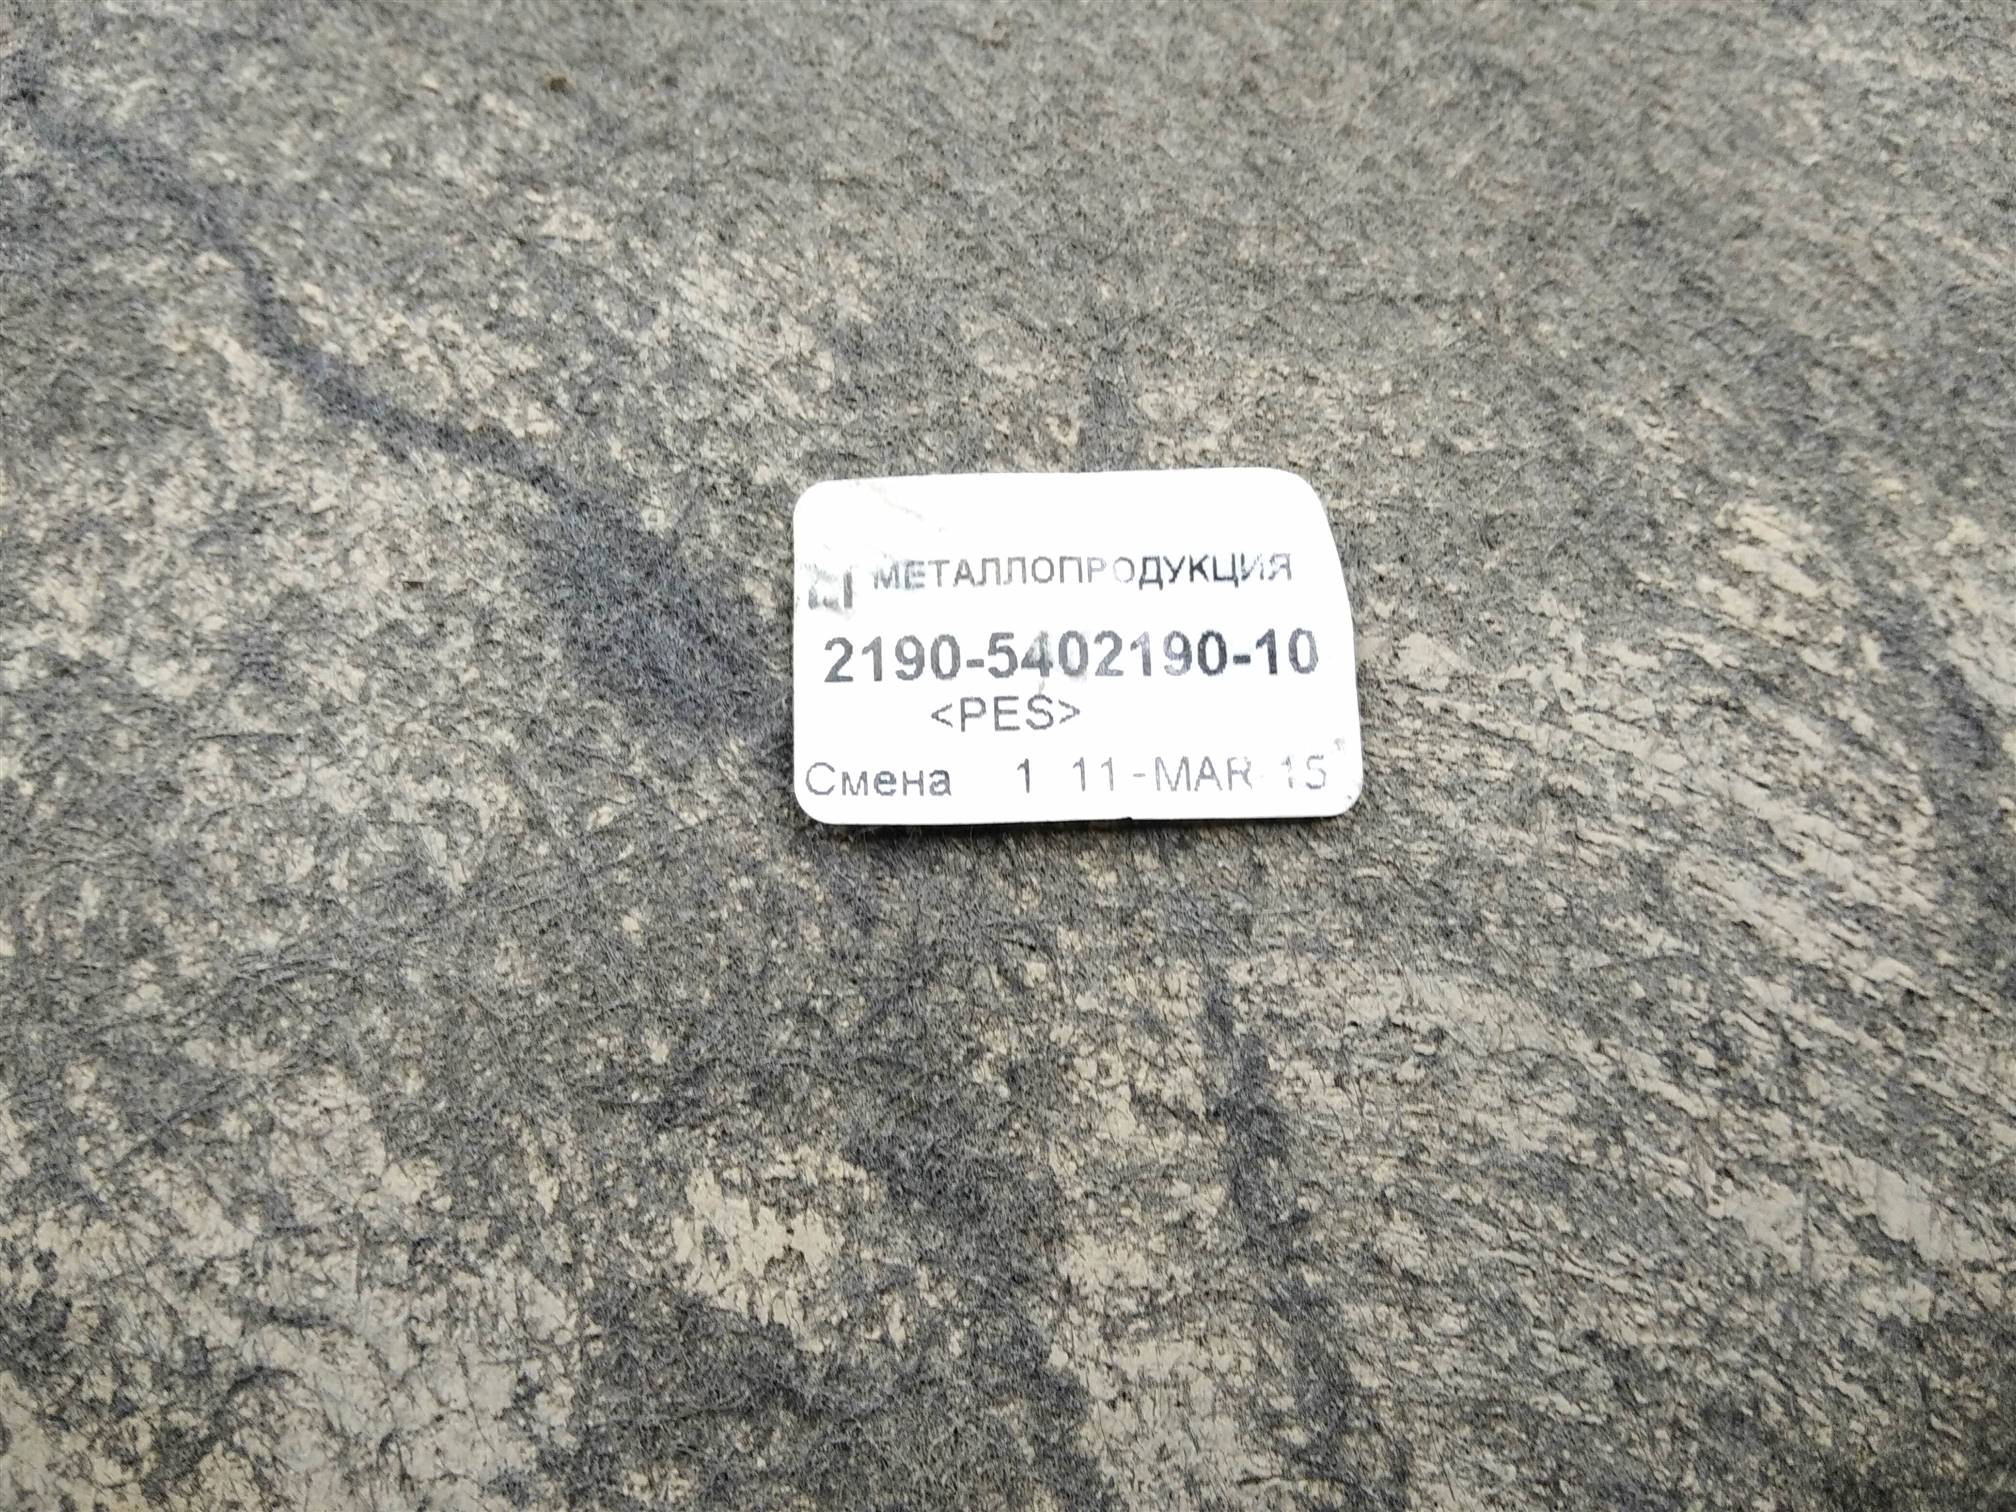 МЕТАЛЛОПРОДУКЦИЯ
2190-5402190-10
<PES>
Смена 1 11-MAR-15